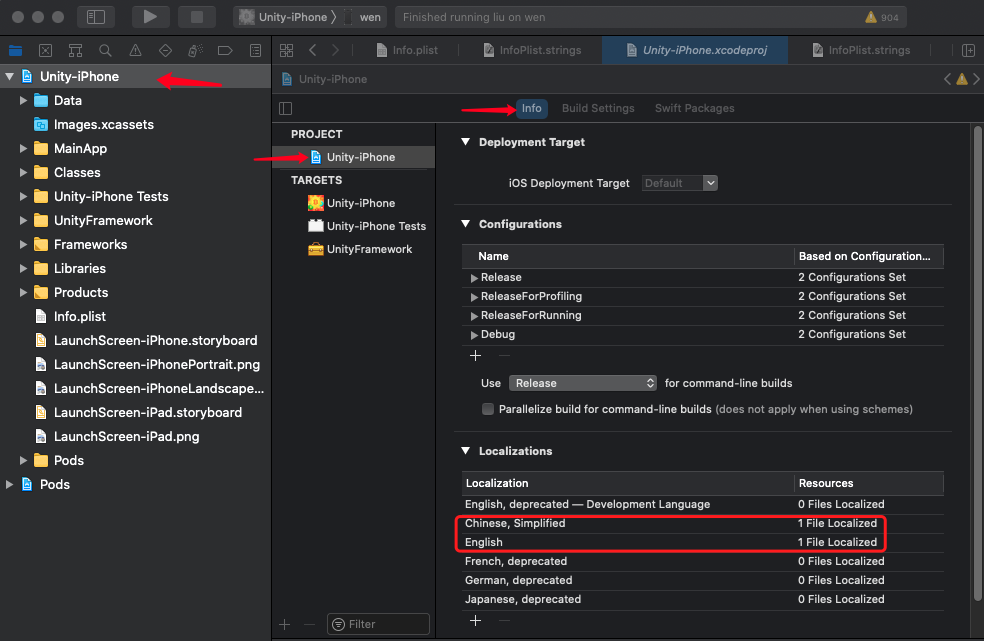 Unity-iPhone 〉 wen
Finished running liu on wen
904
Info.plist
InfoPlist.strings
Unity-iPhone.xcodeproj
InfoPlist.strings
Unity-iPhone
Data
Images.xcassets
MainApp
Classes
Unity-iPhone Tests
UnityFramework
Frameworks
Libraries
Products
Info.plist
LaunchScreen-iPhone.storyboard
LaunchScreen-iPhonePortrait.png
LaunchScreen-iPhoneLandscape...
LaunchScreen-iPad.storyboard
LaunchScreen-iPad.png
Pods
Pods
Unity-iPhone
Info Build Settings Swift Packages
PROJECT
Unity-iPhone
TARGETS
Unity-iPhone
Unity-iPhone Tests
UnityFramework
Filter
Deployment Target
iOS Deployment Target Default
Configurations
Name Based on Configuration...
Release 2 Configurations Set
ReleaseForProfiling 2 Configurations Set
ReleaseForRunning 2 Configurations Set
Debug 2 Configurations Set
Use Release for command-line builds
Parallelize build for command-line builds (does not apply when using schemes)
Localizations
Localization Resources
English, deprecated — Development Language 0 Files Localized
Chinese, Simplified 1 File Localized
English 1 File Localized
French, deprecated 0 Files Localized
German, deprecated 0 Files Localized
Japanese, deprecated 0 Files Localized